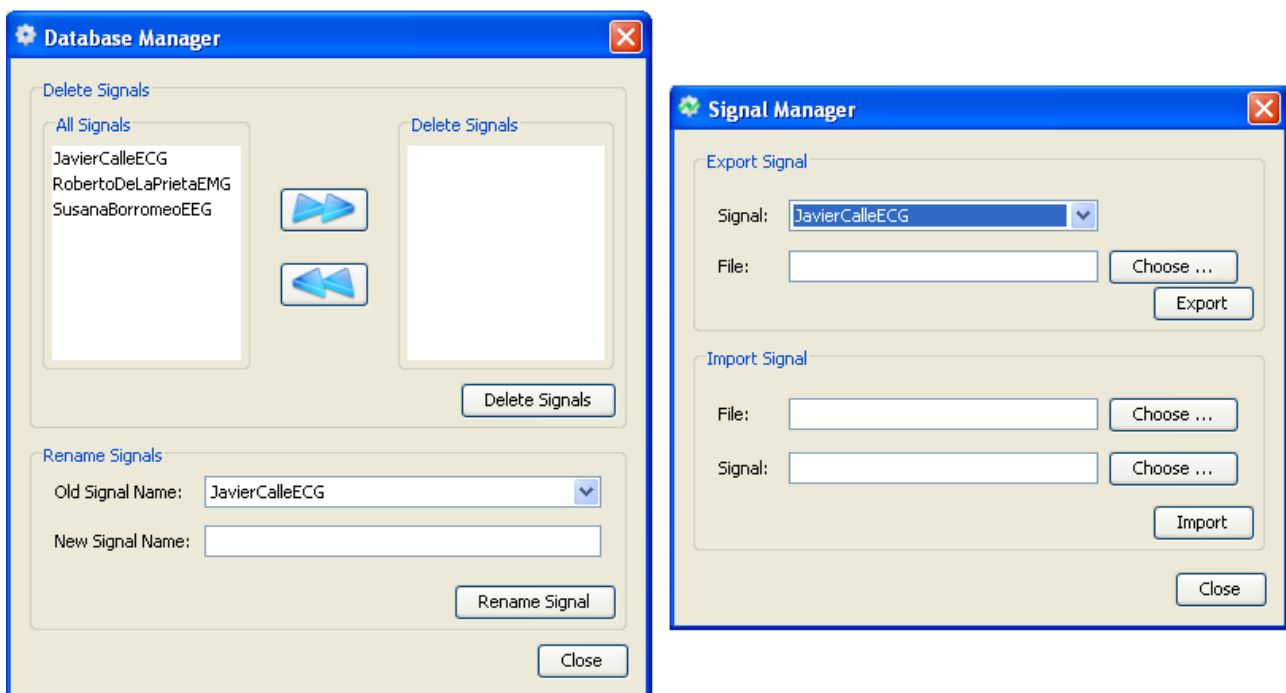 Database Manager
Delete Signals
All Signals
JavierCalleECG
RobertoDeLaPrietaEMG
SusanaBorromeoEEG
Delete Signals
Delete Signals
Rename Signals
Old Signal Name: JavierCalleECG
New Signal Name:
Rename Signal
Close
Signal Manager
Export Signal
Signal: JavierCalleECG
File: Choose ...
Export
Import Signal
File: Choose ...
Signal: Choose ...
Import
Close